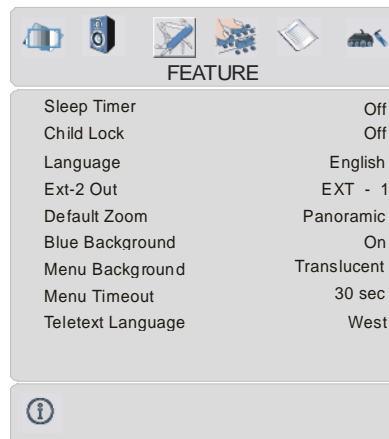 FEATURE
Sleep Timer Off
Child Lock Off
Language English
Ext-2 Out EXT - 1
Default Zoom Panoramic
Blue Background On
Menu Background Translucent
Menu Timeout 30 sec
Teletext Language West